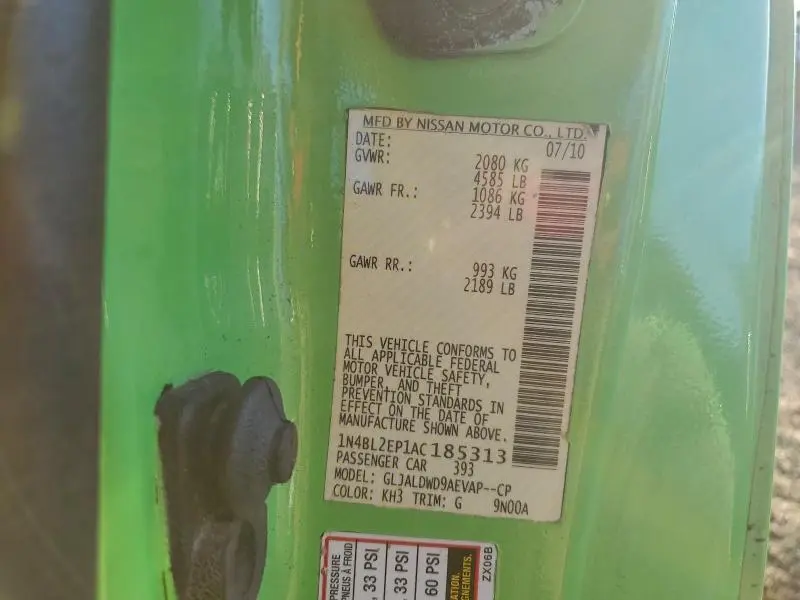 MFD BY NISSAN MOTOR CO., LTD.
DATE: 07/10
GVWR: 2080 KG
4585 LB
GAWR FR.: 1086 KG
2394 LB
GAWR RR.: 993 KG
2189 LB
THIS VEHICLE CONFORMS TO
ALL APPLICABLE FEDERAL
MOTOR VEHICLE SAFETY,
BUMPER, AND THEFT
PREVENTION STANDARDS IN
EFFECT ON THE DATE OF
MANUFACTURE SHOWN ABOVE.
1N4BL2EP1AC185313
PASSENGER CAR 393
MODEL: GLJALDWD9AEVAP--CP
COLOR: KH3 TRIM: G 9N00A
PRESSURE
PNEUS À FROID
33 PSI
33 PSI
60 PSI
ZX06B